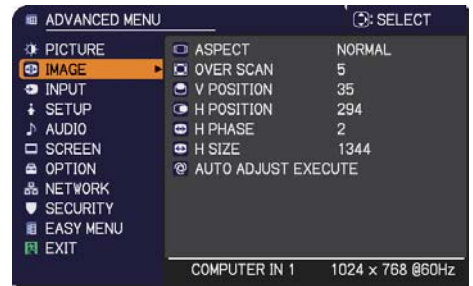 ADVANCED MENU : SELECT
PICTURE ASPECT NORMAL
IMAGE OVER SCAN 5
INPUT V POSITION 35
SETUP H POSITION 294
AUDIO H PHASE 2
SCREEN H SIZE 1344
OPTION AUTO ADJUST EXECUTE
NETWORK
SECURITY
EASY MENU
EXIT
COMPUTER IN 1 1024 x 768 @60Hz